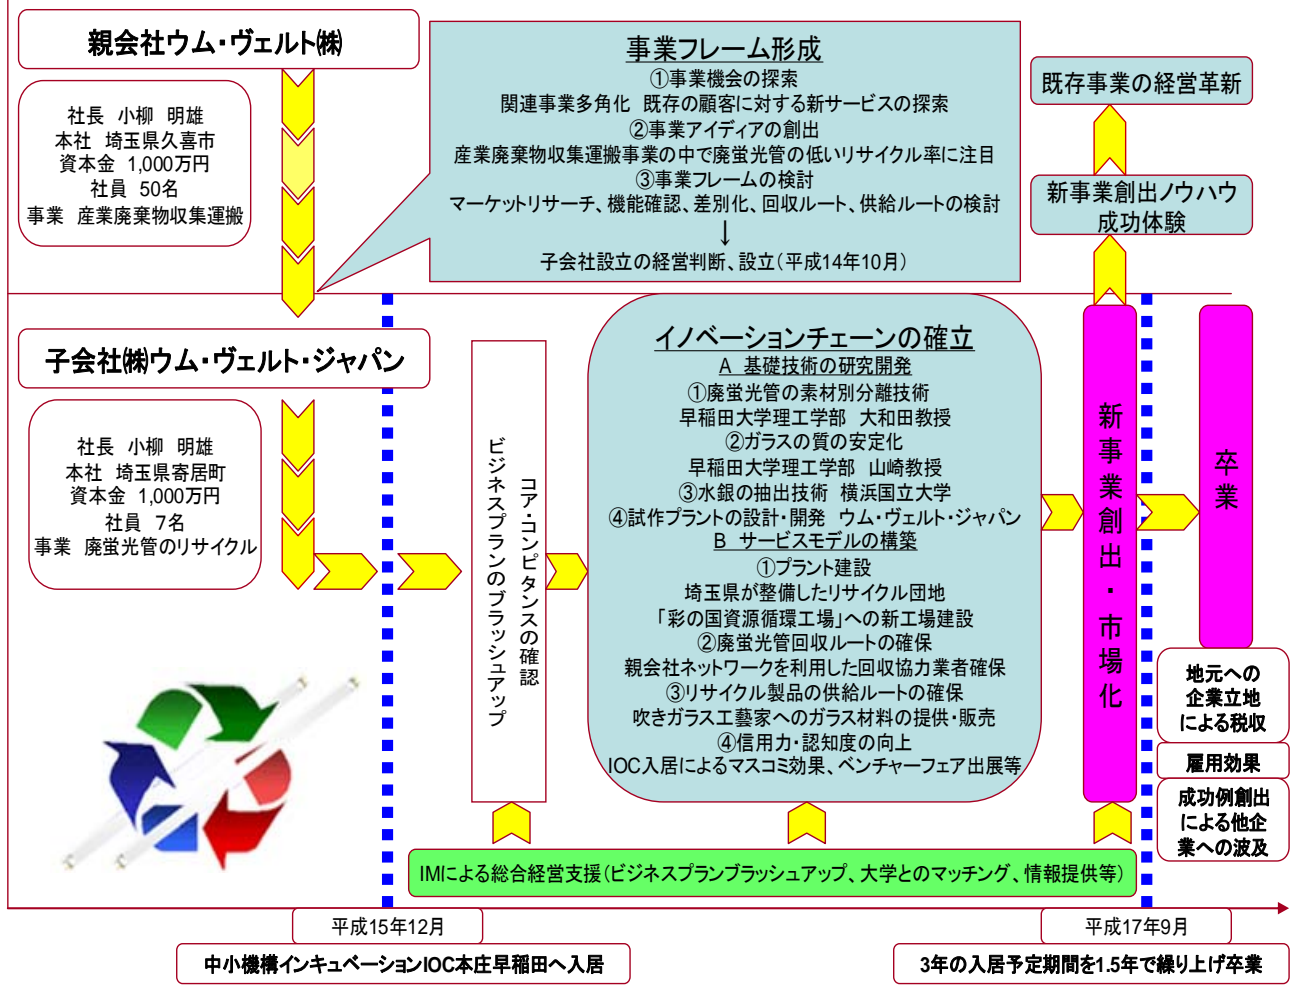 親会社ウム・ヴェルト㈱
社長　小柳　明雄
本社　埼玉県久喜市
資本金　1,000万円
社員　50名
事業　産業廃棄物収集運搬
事業フレーム形成
①事業機会の探索
関連事業多角化　既存の顧客に対する新サービスの探索
②事業アイディアの創出
産業廃棄物収集運搬事業の中で廃蛍光管の低いリサイクル率に注目
③事業フレームの検討
マーケットリサーチ、機能確認、差別化、回収ルート、供給ルートの検討
↓
子会社設立の経営判断、設立（平成14年10月）
既存事業の経営革新
新事業創出ノウハウ
成功体験
子会社㈱ウム・ヴェルト・ジャパン
社長　小柳　明雄
本社　埼玉県寄居町
資本金　1,000万円
社員　7名
事業　廃蛍光管のリサイクル
コア・コンピタンスの確認
ビジネスプランのブラッシュアップ
イノベーションチェーンの確立
A　基礎技術の研究開発
①廃蛍光管の素材別分離技術
早稲田大学理工学部　大和田教授
②ガラスの質の安定化
早稲田大学理工学部　山崎教授
③水銀の抽出技術　横浜国立大学
④試作プラントの設計・開発　ウム・ヴェルト・ジャパン
B　サービスモデルの構築
①プラント建設
埼玉県が整備したリサイクル団地
「彩の国資源循環工場」への新工場建設
②廃蛍光管回収ルートの確保
親会社ネットワークを利用した回収協力業者確保
③リサイクル製品の供給ルートの確保
吹きガラス工藝家へのガラス材料の提供・販売
④信用力・認知度の向上
IOC入居によるマスコミ効果、ベンチャーフェア出展等
新事業創出・市場化
卒業
地元への
企業立地
による税収
雇用効果
成功例創出
による他企
業への波及
IMによる総合経営支援（ビジネスプランブラッシュアップ、大学とのマッチング、情報提供等）
平成15年12月
中小機構インキュベーションIOC本庄早稲田へ入居
平成17年9月
3年の入居予定期間を1.5年で繰り上げ卒業